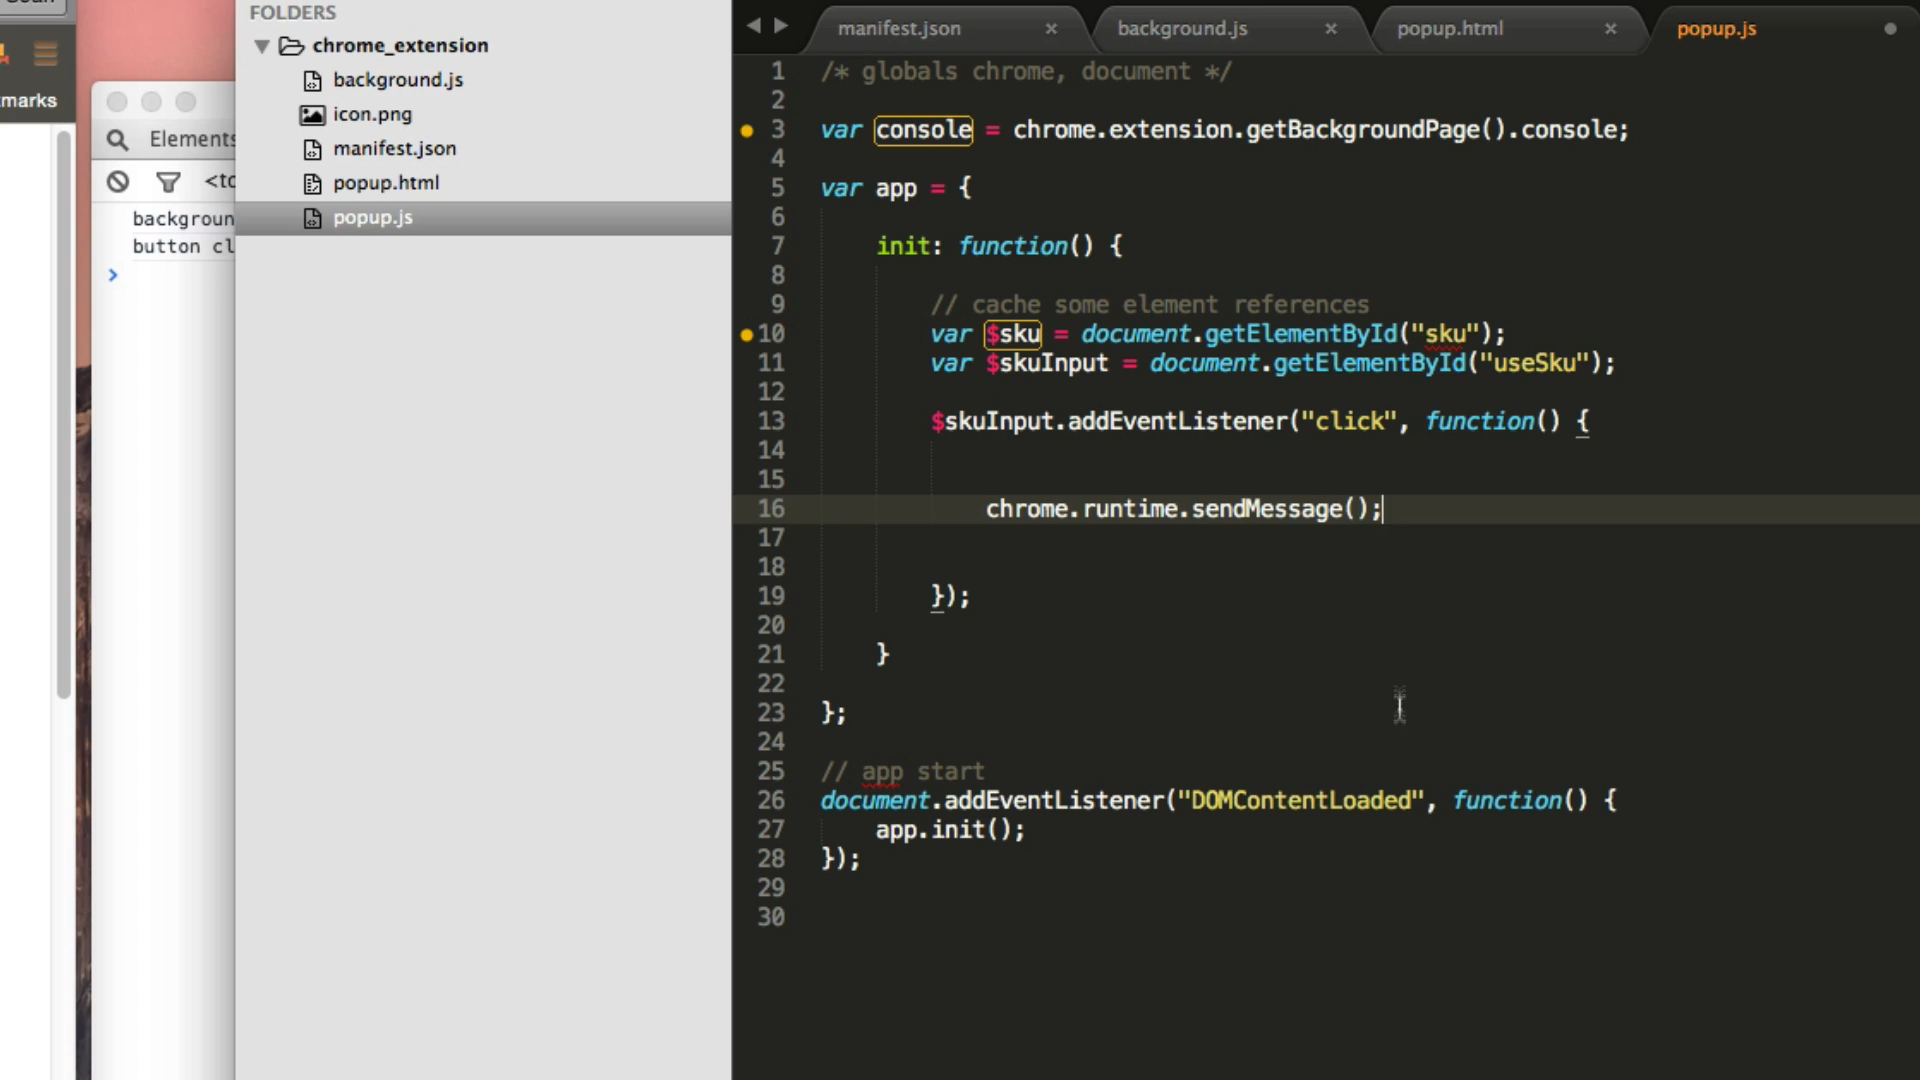 marks
Elements
<to
backgroun
button cl
>
FOLDERS
chrome_extension
background.js
icon.png
manifest.json
popup.html
popup.js
manifest.json ×
background.js ×
popup.html ×
popup.js
1 /* globals chrome, document */
2
3 var console = chrome.extension.getBackgroundPage().console;
4
5 var app = {
6
7 init: function() {
8
9 // cache some element references
10 var $sku = document.getElementById("sku");
11 var $skuInput = document.getElementById("useSku");
12
13 $skuInput.addEventListener("click", function() {
14
15
16 chrome.runtime.sendMessage();
17
18
19 });
20
21 }
22
23 };
24
25 // app start
26 document.addEventListener("DOMContentLoaded", function() {
27 app.init();
28 });
29
30